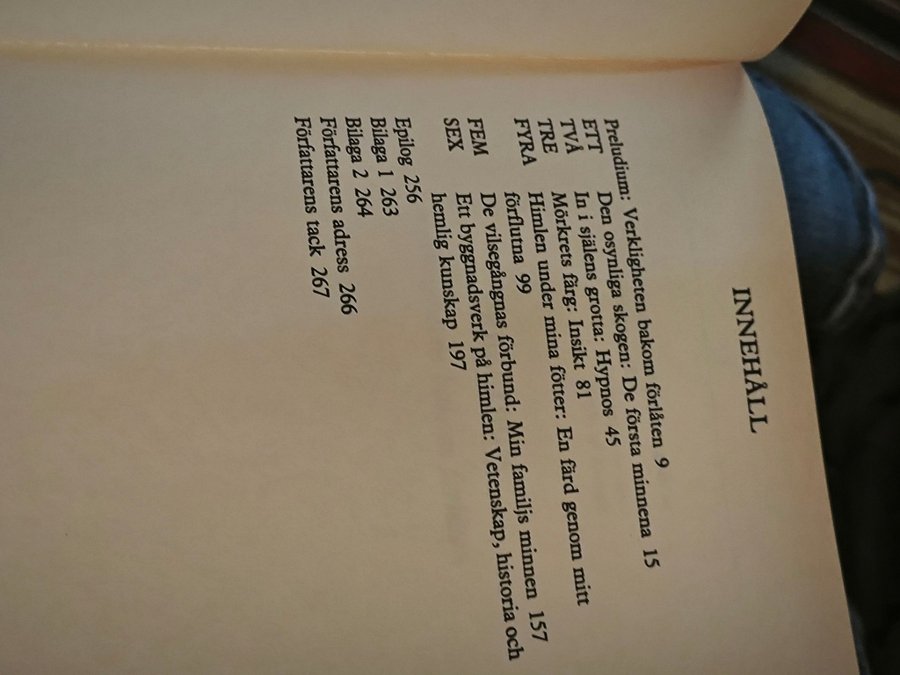 INNEHÅLL
Preludium: Verkligheten bakom förlåten 9
ETT Den osynliga skogen: De första minnena 15
TVÅ In i själens grotta: Hypnos 45
TRE Mörkrets färg: Insikt 81
FYRA Himlen under mina fötter: En färd genom mitt
förflutna 99
FEM De vilsegångnas förbund: Min familjs minnen 157
SEX Ett byggnadsverk på himlen: Vetenskap, historia och
hemlig kunskap 197
Epilog 256
Bilaga 1 263
Bilaga 2 264
Författarens adress 266
Författarens tack 267